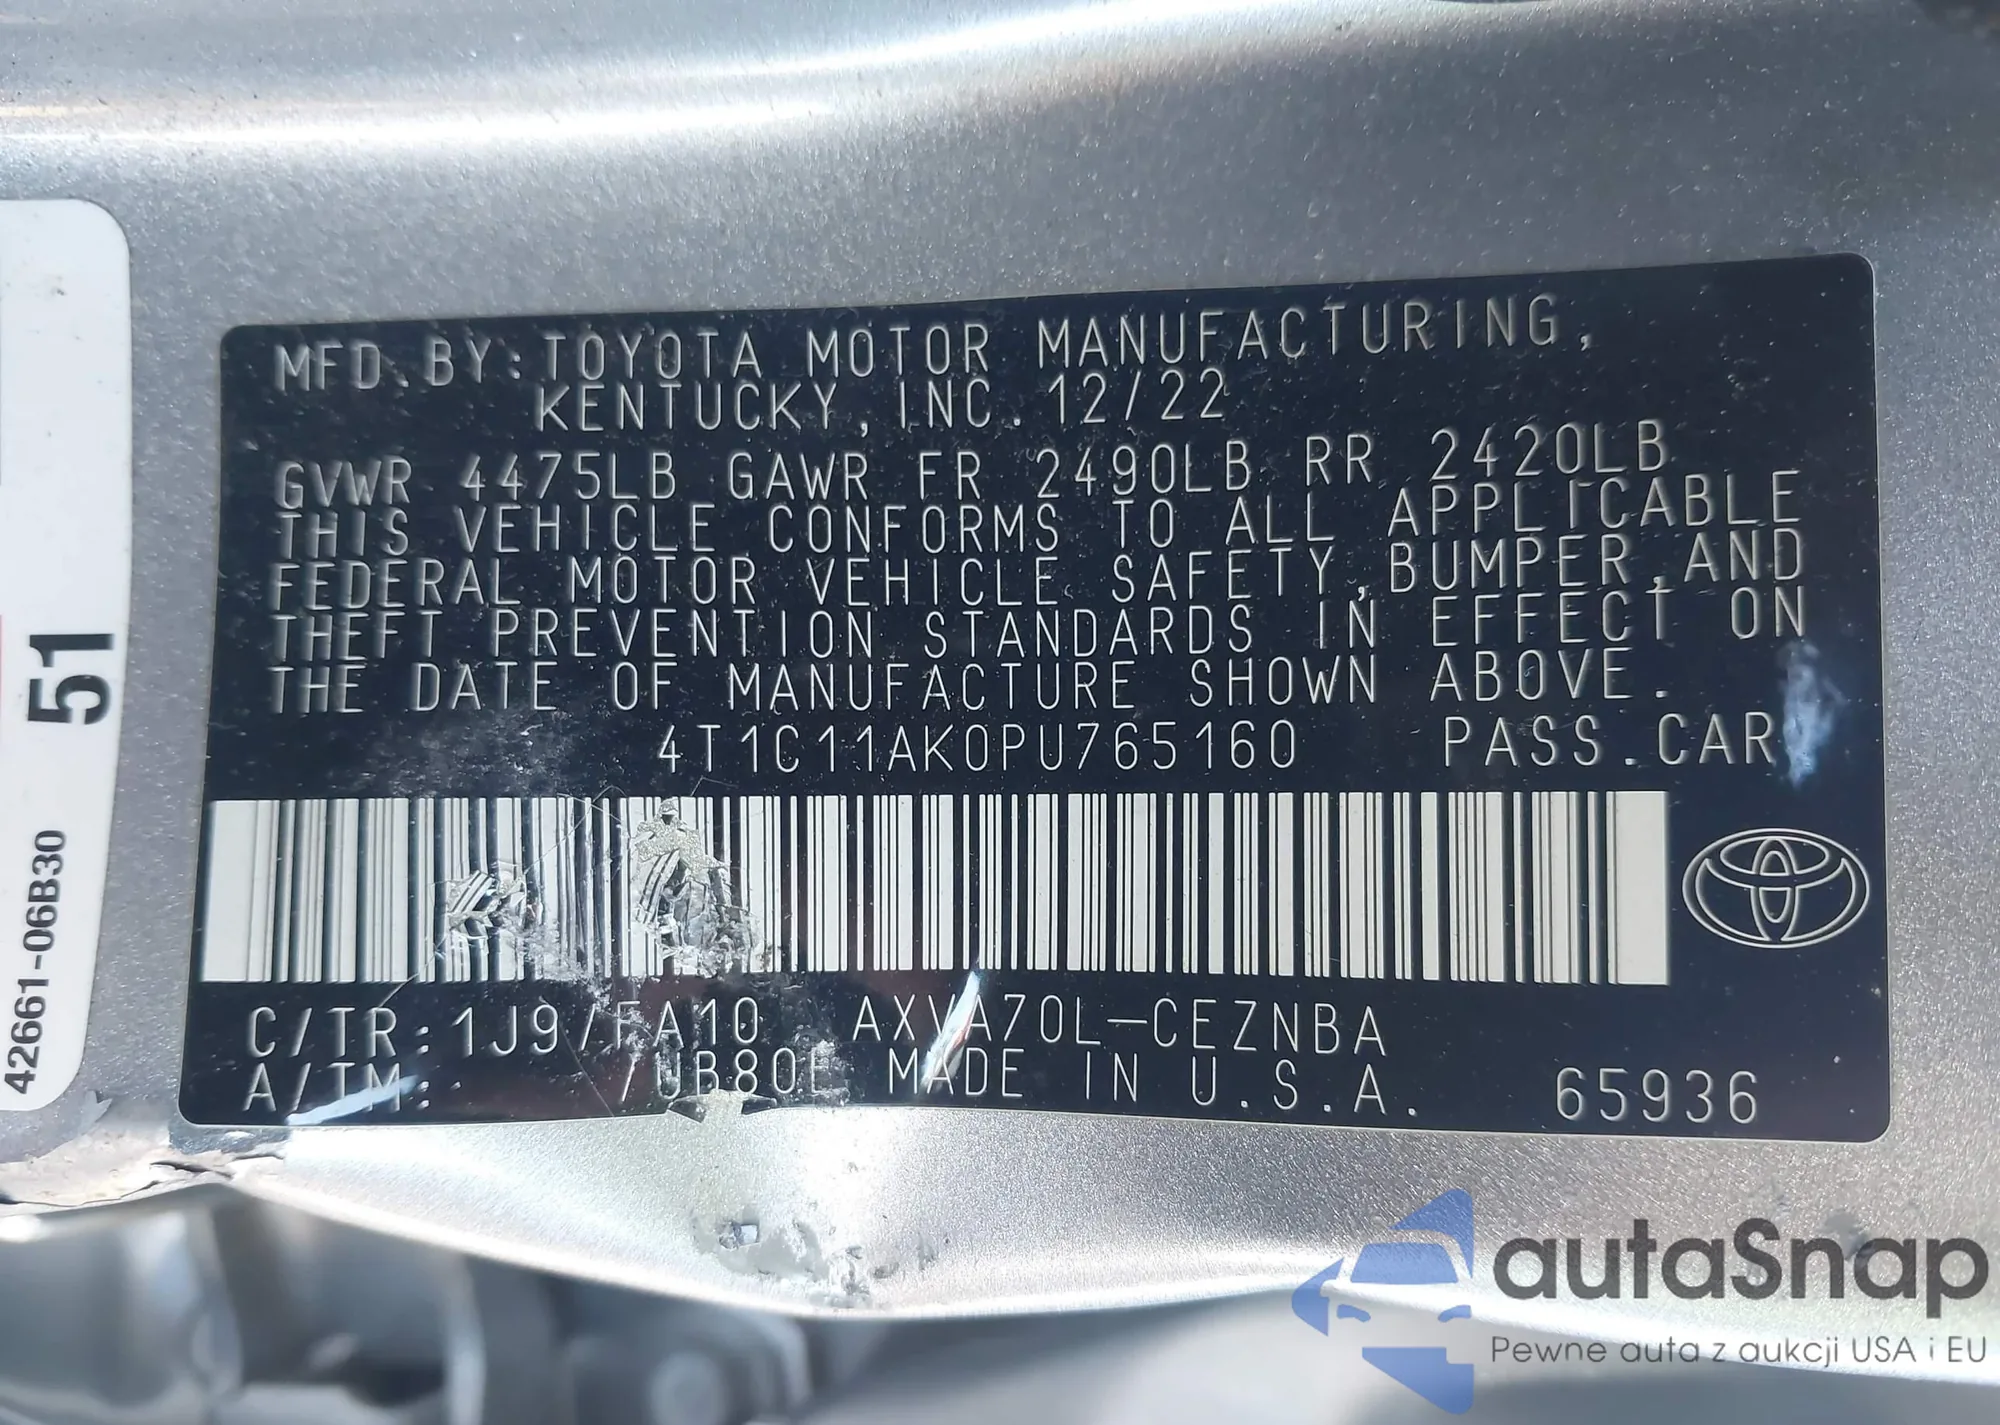 MFD.BY:TOYOTA MOTOR MANUFACTURING,
KENTUCKY,INC. 12/22
GVWR 4475LB GAWR FR 2490LB RR 2420LB
THIS VEHICLE CONFORMS TO ALL APPLICABLE
FEDERAL MOTOR VEHICLE SAFETY,BUMPER,AND
THEFT PREVENTION STANDARDS IN EFFECT ON
THE DATE OF MANUFACTURE SHOWN ABOVE.
4T1C11AK0PU765160 PASS.CAR
C/TR:1J9/FA10 AXVA70L-CEZNBA
A/TM: /UB80E MADE IN U.S.A. 65936
51
42661-06B30
autaSnap
Pewne auta z aukcji USA i EU